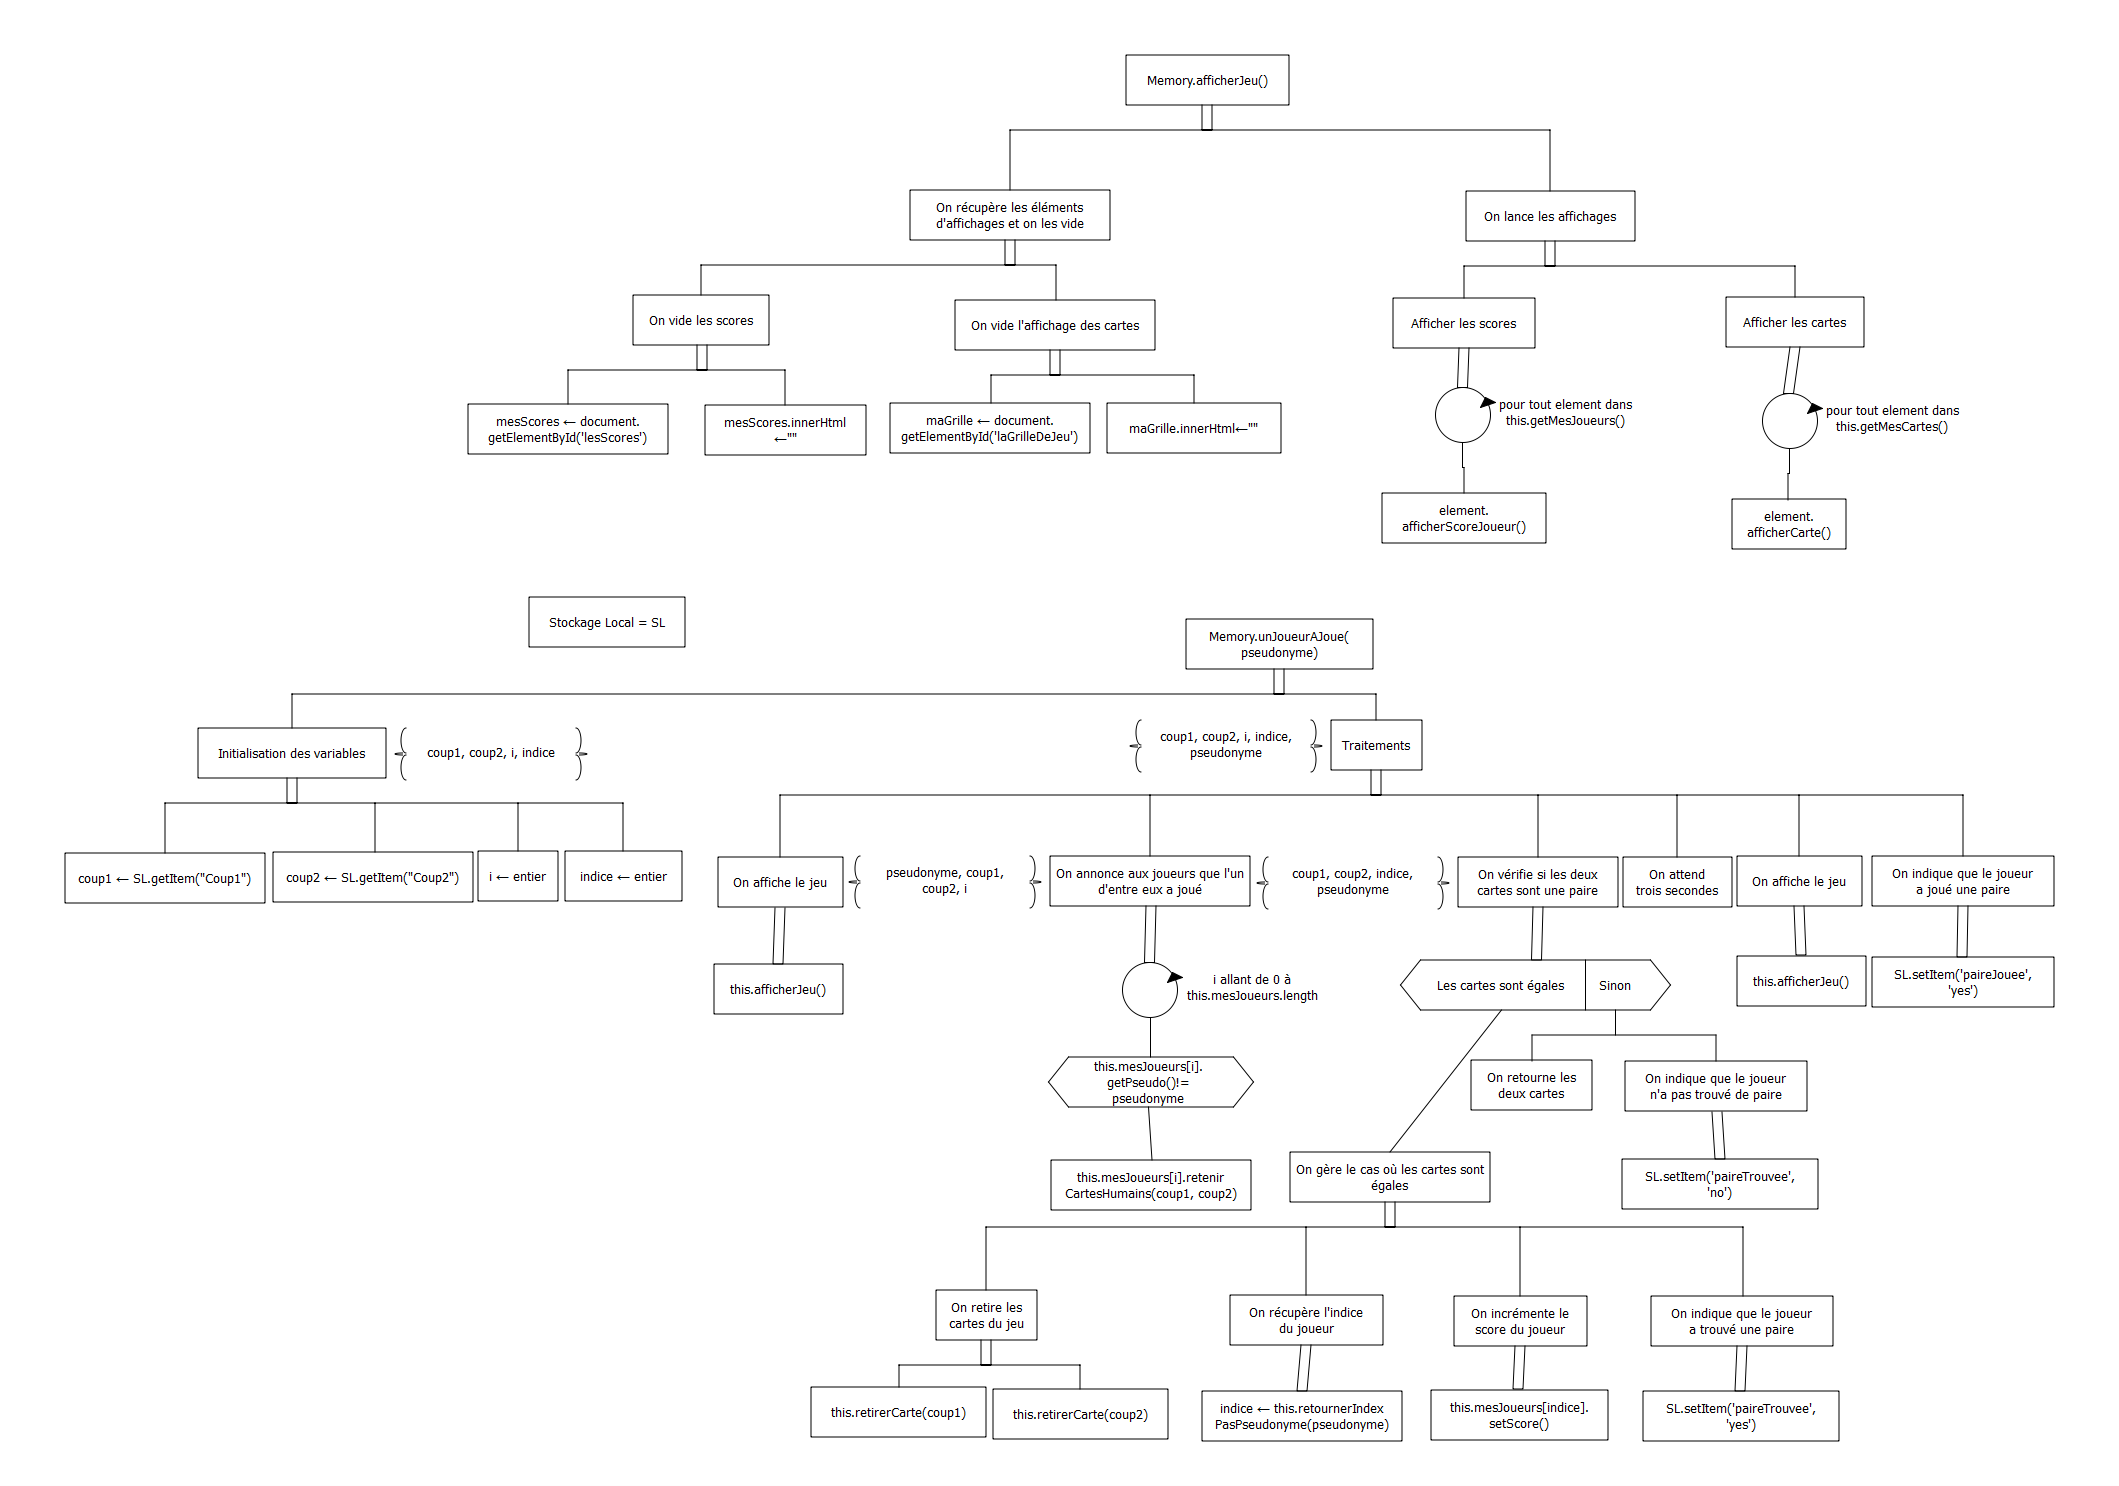 Memory.afficherJeu()
On récupère les éléments
d'affichages et on les vide
On lance les affichages
On vide les scores
On vide l'affichage des cartes
Afficher les scores
Afficher les cartes
mesScores ← document.
getElementById('lesScores')
mesScores.innerHtml
←""
maGrille ← document.
getElementById('laGrilleDeJeu')
maGrille.innerHtml←""
pour tout element dans
this.getMesJoueurs()
pour tout element dans
this.getMesCartes()
element.
afficherScoreJoueur()
element.
afficherCarte()
Stockage Local = SL
Memory.unJoueurAJoue(
pseudonyme)
Initialisation des variables
coup1, coup2, i, indice
coup1, coup2, i, indice,
pseudonyme
Traitements
coup1 ← SL.getItem("Coup1")
coup2 ← SL.getItem("Coup2")
i ← entier
indice ← entier
On affiche le jeu
pseudonyme, coup1,
coup2, i
On annonce aux joueurs que l'un
d'entre eux a joué
coup1, coup2, indice,
pseudonyme
On vérifie si les deux
cartes sont une paire
On attend
trois secondes
On affiche le jeu
On indique que le joueur
a joué une paire
this.afficherJeu()
i allant de 0 à
this.mesJoueurs.length
Les cartes sont égales
Sinon
this.afficherJeu()
SL.setItem('paireJouee',
'yes')
this.mesJoueurs[i].
getPseudo()!=
pseudonyme
On retourne les
deux cartes
On indique que le joueur
n'a pas trouvé de paire
this.mesJoueurs[i].retenir
CartesHumains(coup1, coup2)
On gère le cas où les cartes sont
égales
SL.setItem('paireTrouvee',
'no')
On retire les
cartes du jeu
On récupère l'indice
du joueur
On incrémente le
score du joueur
On indique que le joueur
a trouvé une paire
this.retirerCarte(coup1)
this.retirerCarte(coup2)
indice ← this.retournerIndex
PasPseudonyme(pseudonyme)
this.mesJoueurs[indice].
setScore()
SL.setItem('paireTrouvee',
'yes')